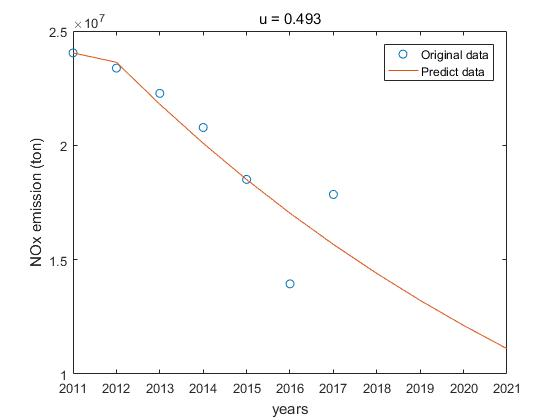 u = 0.493
×10^7
2.5
2
1.5
1
NOx emission (ton)
Original data
Predict data
2011 2012 2013 2014 2015 2016 2017 2018 2019 2020 2021
years